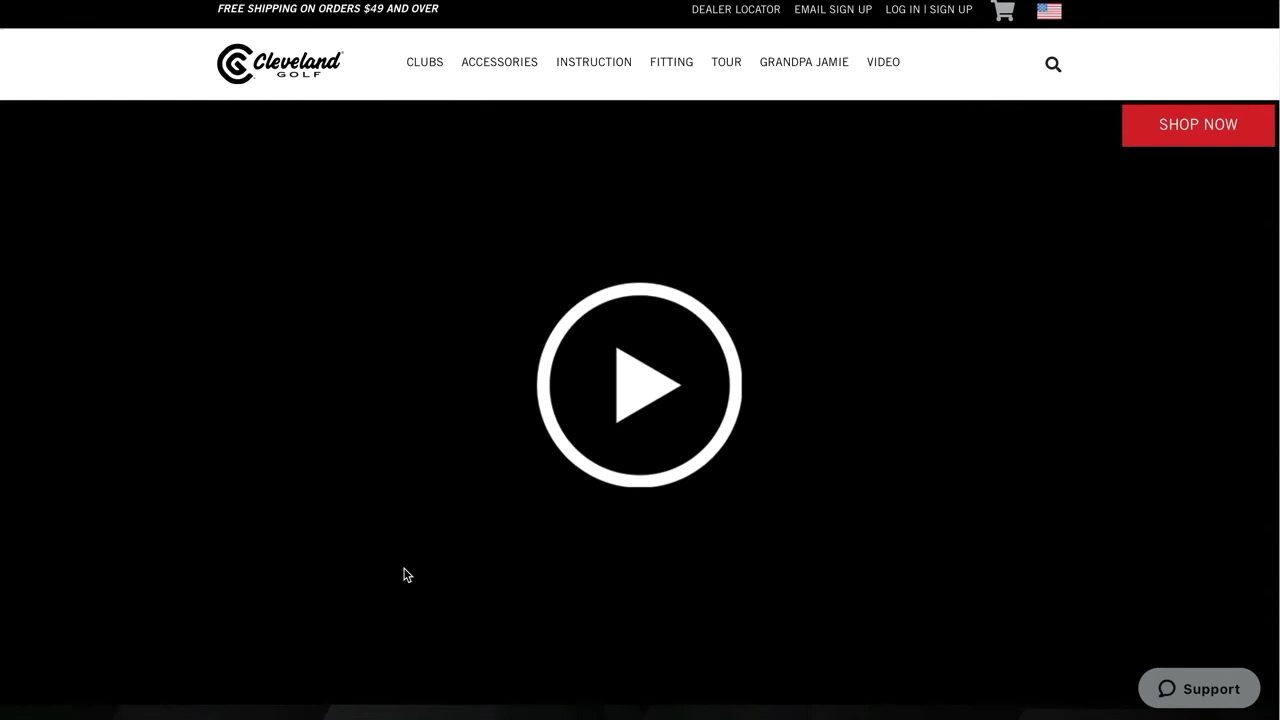 FREE SHIPPING ON ORDERS $49 AND OVER
DEALER LOCATOR EMAIL SIGN UP LOG IN | SIGN UP
Cleveland
GOLF
CLUBS ACCESSORIES INSTRUCTION FITTING TOUR GRANDPA JAMIE VIDEO
SHOP NOW
Support